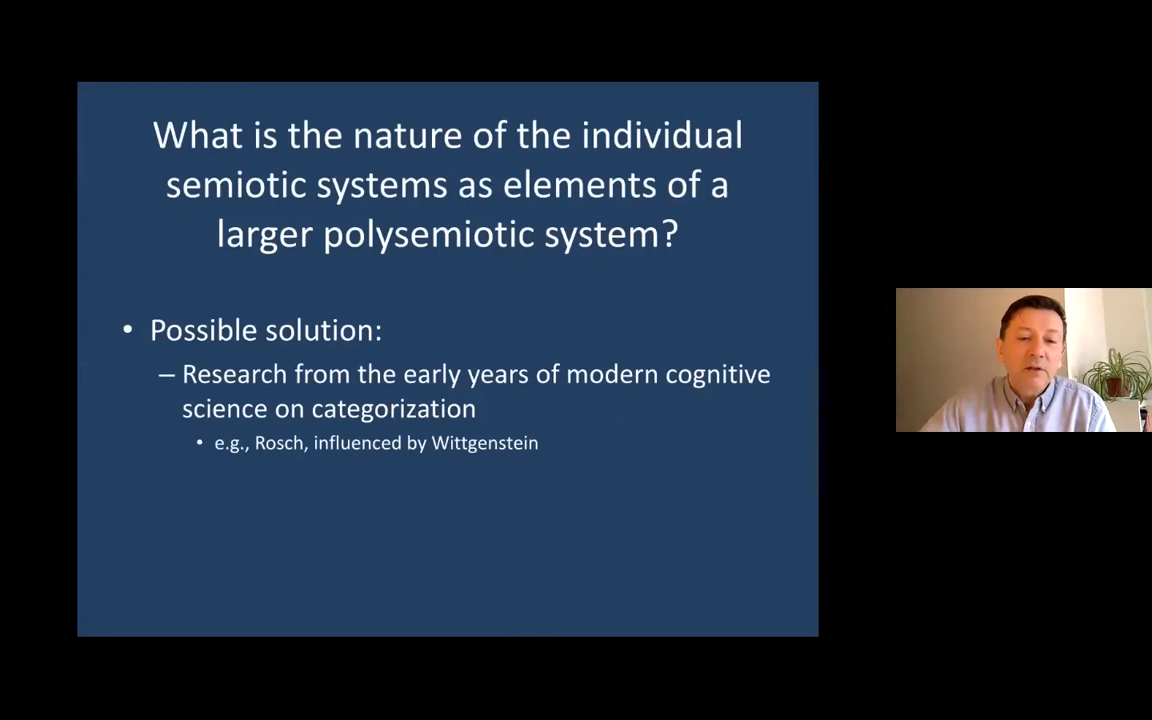 What is the nature of the individual
semiotic systems as elements of a
larger polysemiotic system?
• Possible solution:
– Research from the early years of modern cognitive
science on categorization
• e.g., Rosch, influenced by Wittgenstein